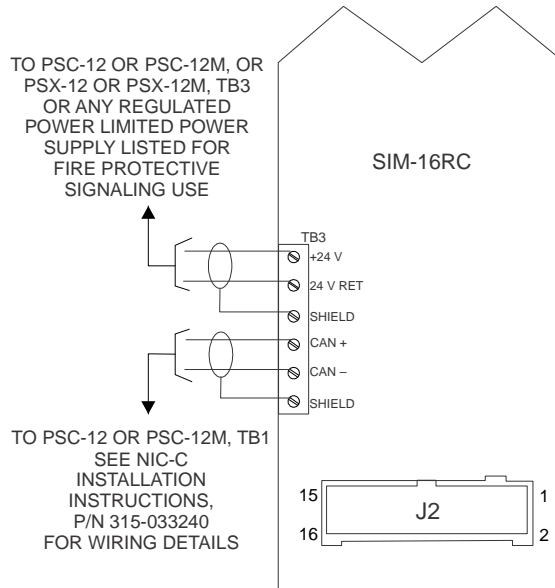 TO PSC-12 OR PSC-12M, OR
PSX-12 OR PSX-12M, TB3
OR ANY REGULATED
POWER LIMITED POWER
SUPPLY LISTED FOR
FIRE PROTECTIVE
SIGNALING USE
SIM-16RC
TB3
+24 V
24 V RET
SHIELD
CAN +
CAN –
SHIELD
TO PSC-12 OR PSC-12M, TB1
SEE NIC-C
INSTALLATION
INSTRUCTIONS,
P/N 315-033240
FOR WIRING DETAILS
15
J2
1
16
2